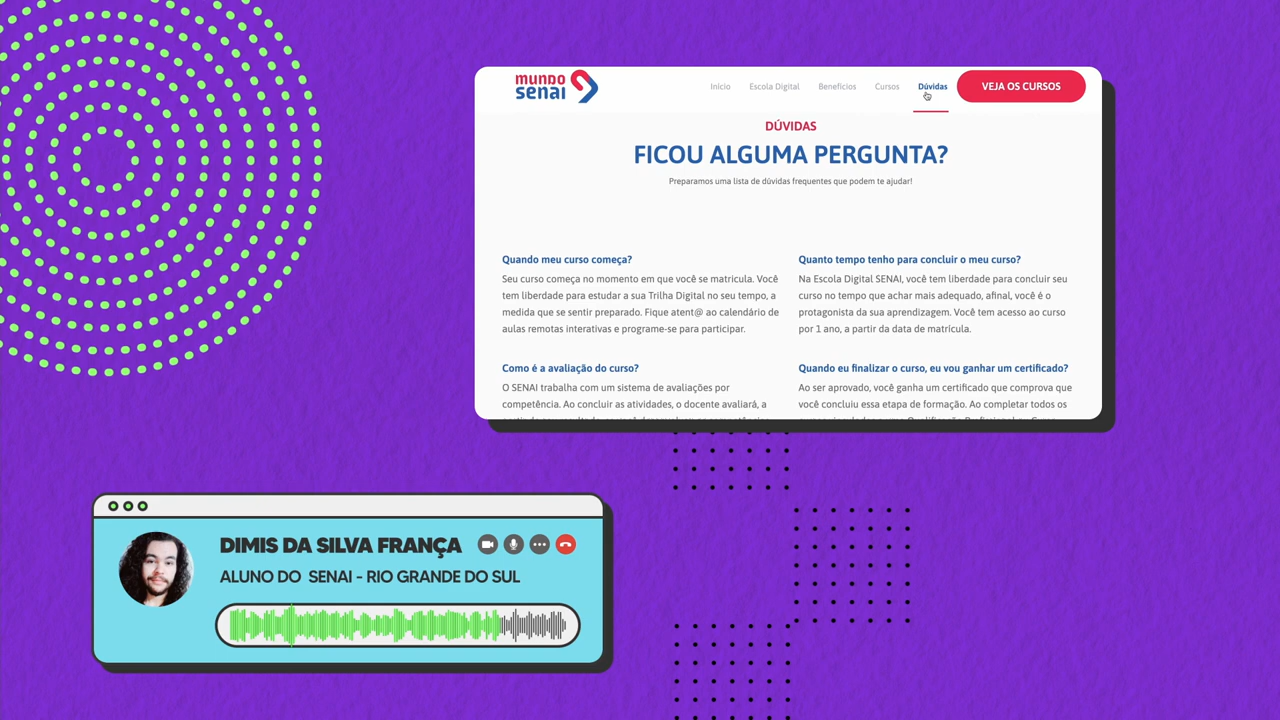 mundo
senai
Início Escola Digital Benefícios Cursos Dúvidas VEJA OS CURSOS
DÚVIDAS
FICOU ALGUMA PERGUNTA?
Preparamos uma lista de dúvidas frequentes que podem te ajudar!
Quando meu curso começa?
Seu curso começa no momento em que você se matricula. Você
tem liberdade para estudar a sua Trilha Digital no seu tempo, a
medida que se sentir preparado. Fique atent@ ao calendário de
aulas remotas interativas e programe-se para participar.
Quanto tempo tenho para concluir o meu curso?
Na Escola Digital SENAI, você tem liberdade para concluir seu
curso no tempo que achar mais adequado, afinal, você é o
protagonista da sua aprendizagem. Você tem acesso ao curso
por 1 ano, a partir da data de matrícula.
Como é a avaliação do curso?
O SENAI trabalha com um sistema de avaliações por
competência. Ao concluir as atividades, o docente avaliará, a
Quando eu finalizar o curso, eu vou ganhar um certificado?
Ao ser aprovado, você ganha um certificado que comprova que
você concluiu essa etapa de formação. Ao completar todos os
DIMIS DA SILVA FRANÇA
ALUNO DO SENAI - RIO GRANDE DO SUL